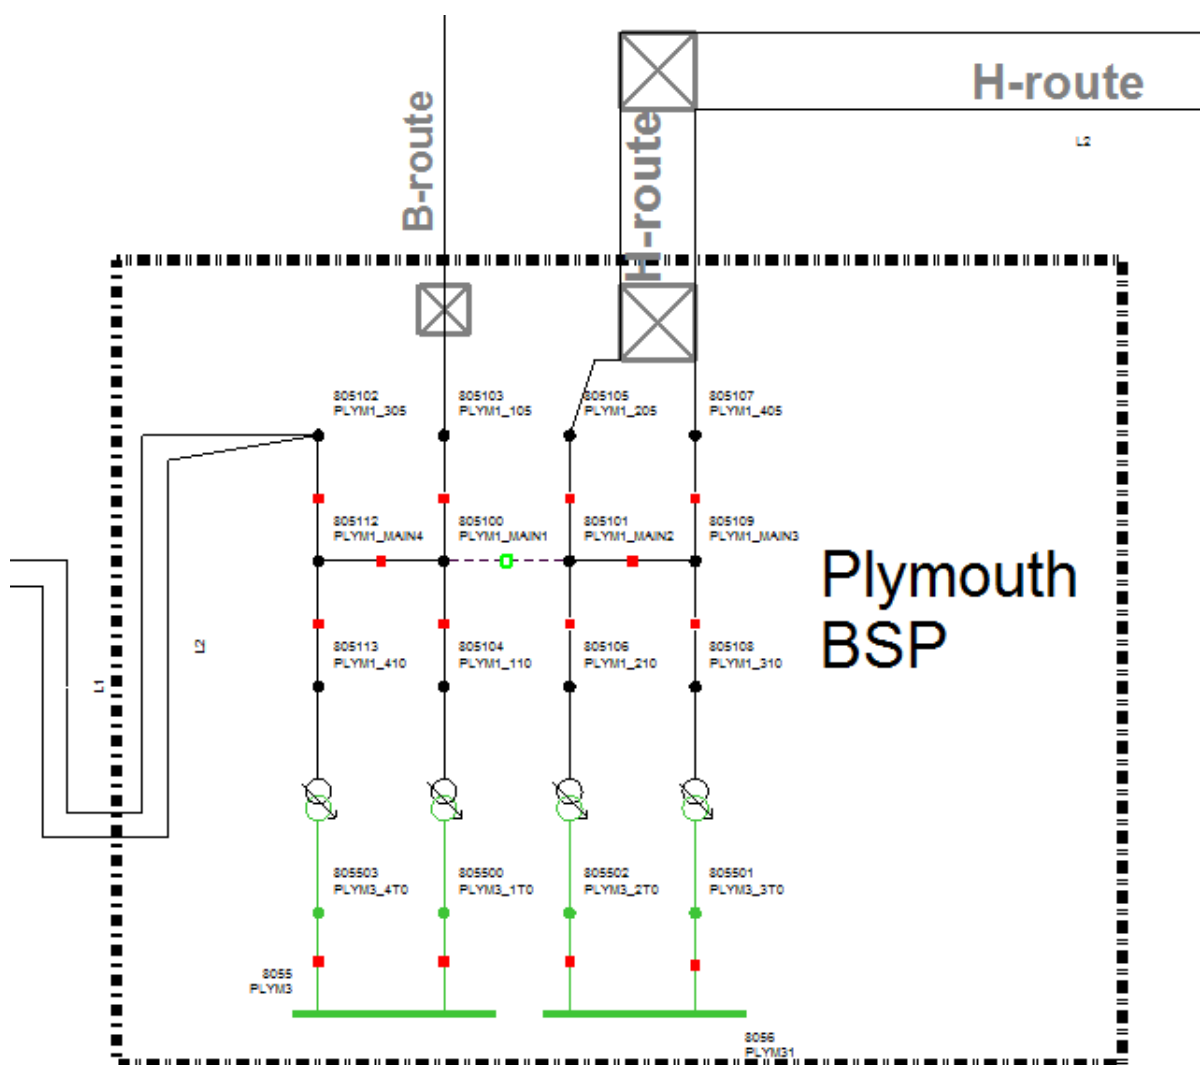 H-route
L2
B-route
H-route
805102
PLYM1_305
805103
PLYM1_105
805105
PLYM1_205
805107
PLYM1_405
805112
PLYM1_MAIN4
805100
PLYM1_MAIN1
805101
PLYM1_MAIN2
805109
PLYM1_MAIN3
Plymouth
BSP
L1
L2
805113
PLYM1_410
805104
PLYM1_110
805106
PLYM1_210
805108
PLYM1_310
805503
PLYM3_4T0
805500
PLYM3_1T0
805502
PLYM3_2T0
805501
PLYM3_3T0
8055
PLYM3
8056
PLYM31